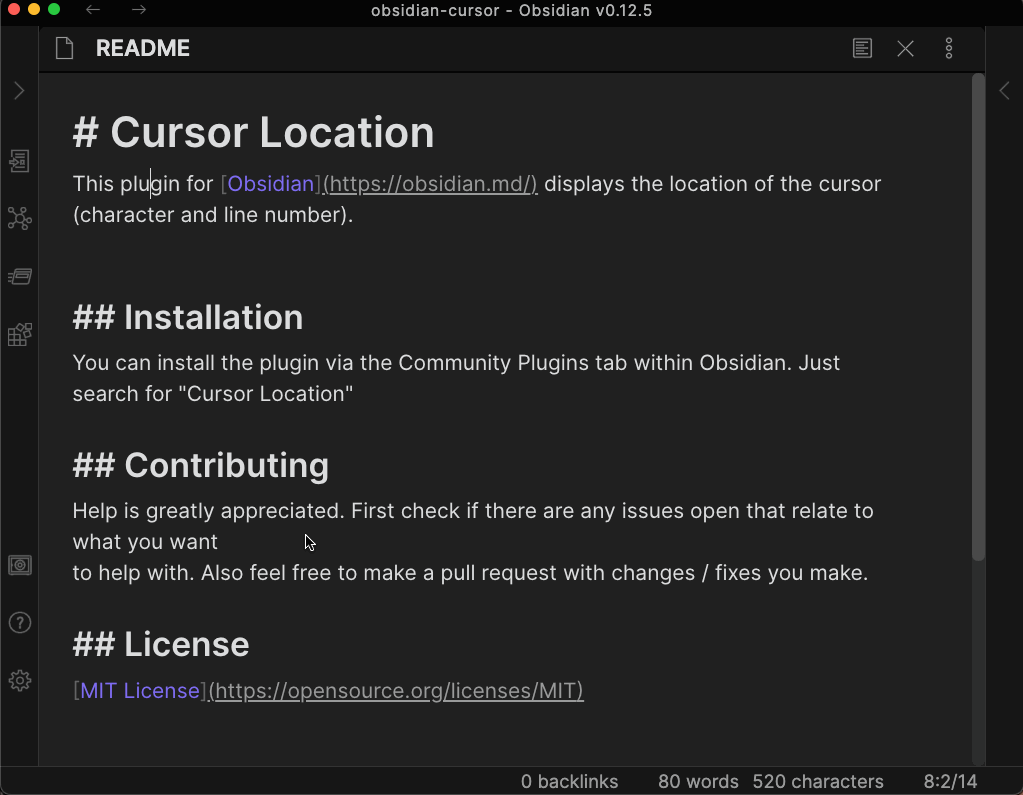 obsidian-cursor - Obsidian v0.12.5
README
# Cursor Location
This plugin for [Obsidian](https://obsidian.md/) displays the location of the cursor
(character and line number).
## Installation
You can install the plugin via the Community Plugins tab within Obsidian. Just
search for "Cursor Location"
## Contributing
Help is greatly appreciated. First check if there are any issues open that relate to
what you want
to help with. Also feel free to make a pull request with changes / fixes you make.
## License
[MIT License](https://opensource.org/licenses/MIT)
0 backlinks 80 words 520 characters 8:2/14